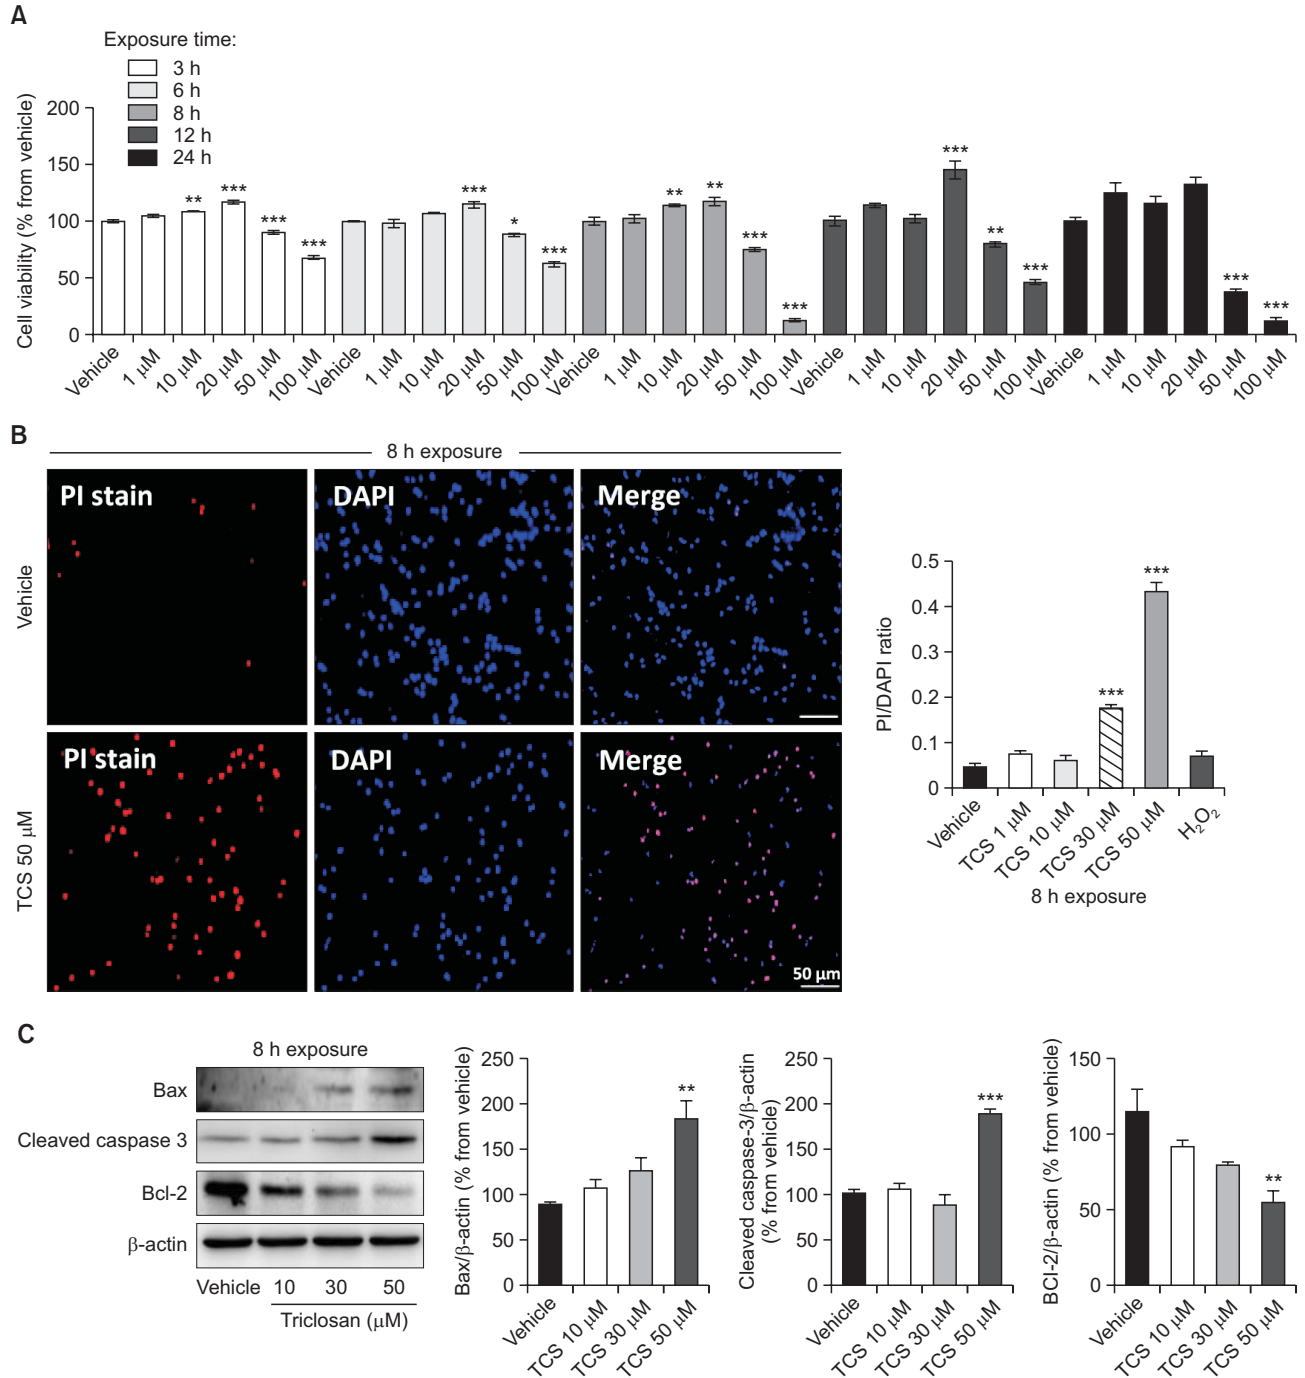 A
Exposure time:
3 h
6 h
8 h
12 h
24 h
Cell viability (% from vehicle)
200
150
100
50
0
** *** *** *** *** * *** ** ** *** *** *** ** *** *** ***
Vehicle 1 μM 10 μM 20 μM 50 μM 100 μM Vehicle 1 μM 10 μM 20 μM 50 μM 100 μM Vehicle 1 μM 10 μM 20 μM 50 μM 100 μM Vehicle 1 μM 10 μM 20 μM 50 μM 100 μM Vehicle 1 μM 10 μM 20 μM 50 μM 100 μM
B
8 h exposure
Vehicle
PI stain DAPI Merge
TCS 50 μM
PI stain DAPI Merge
50 μm
PI/DAPI ratio
0.5
0.4
0.3
0.2
0.1
0
*** ***
Vehicle TCS 1 μM TCS 10 μM TCS 30 μM TCS 50 μM H₂O₂
8 h exposure
C
8 h exposure
Bax
Cleaved caspase 3
Bcl-2
β-actin
Vehicle 10 30 50
Triclosan (μM)
Bax/β-actin (% from vehicle)
250
200
150
100
50
0
**
Vehicle TCS 10 μM TCS 30 μM TCS 50 μM
Cleaved caspase-3/β-actin
(% from vehicle)
250
200
150
100
50
0
***
Vehicle TCS 10 μM TCS 30 μM TCS 50 μM
BCl-2/β-actin (% from vehicle)
150
100
50
0
**
Vehicle TCS 10 μM TCS 30 μM TCS 50 μM